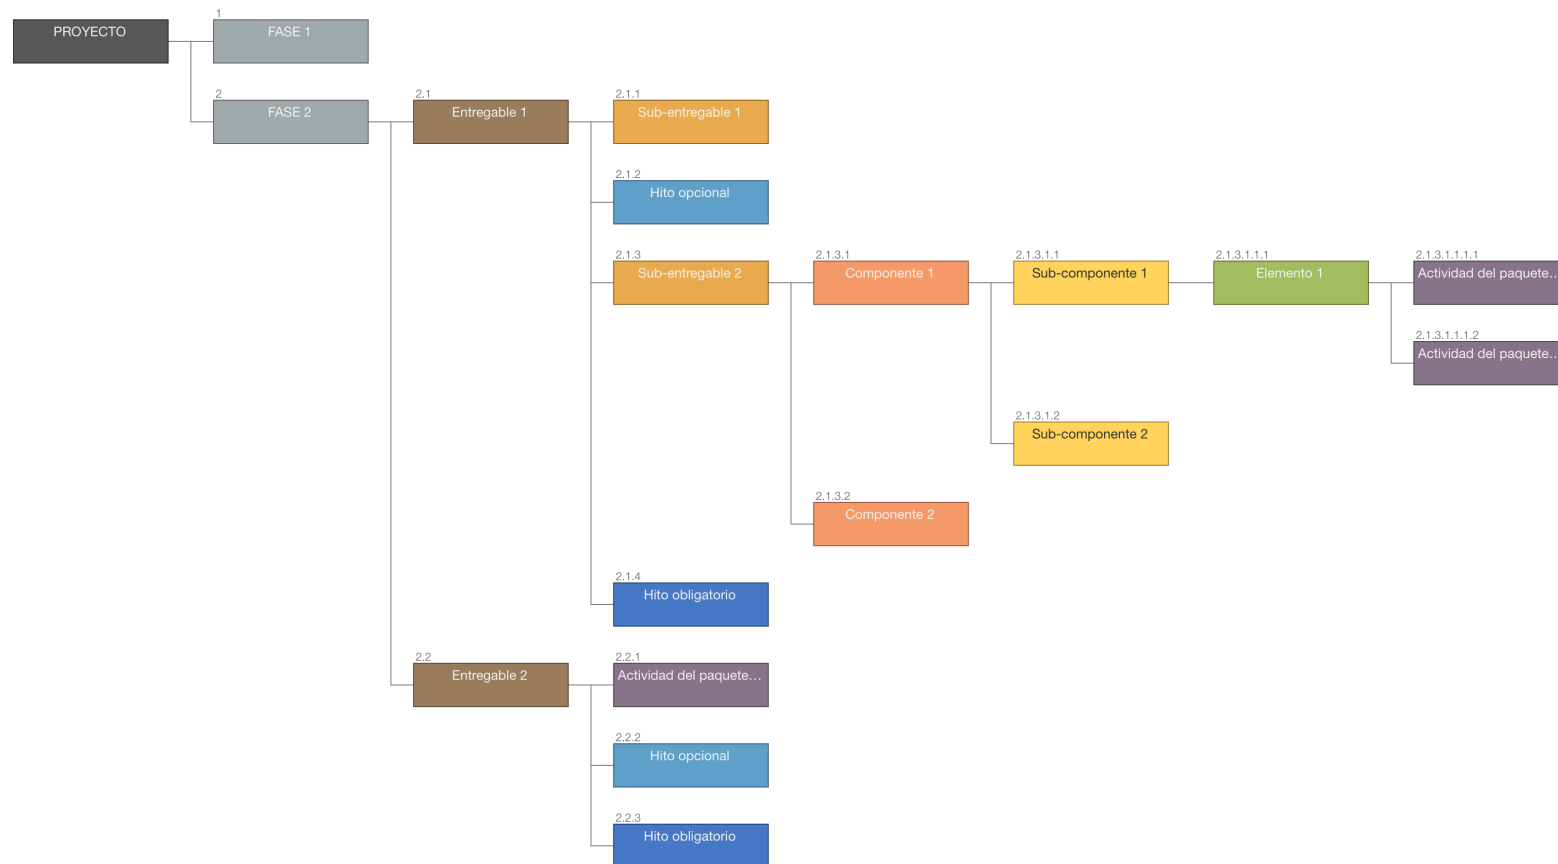 1
PROYECTO
FASE 1
2
2.1
2.1.1
FASE 2
Entregable 1
Sub-entregable 1
2.1.2
Hito opcional
2.1.3
2.1.3.1
2.1.3.1.1
2.1.3.1.1.1
2.1.3.1.1.1.1
Sub-entregable 2
Componente 1
Sub-componente 1
Elemento 1
Actividad del paquete...
2.1.3.1.1.1.2
Actividad del paquete...
2.1.3.1.2
Sub-componente 2
2.1.3.2
Componente 2
2.1.4
Hito obligatorio
2.2
2.2.1
Entregable 2
Actividad del paquete...
2.2.2
Hito opcional
2.2.3
Hito obligatorio